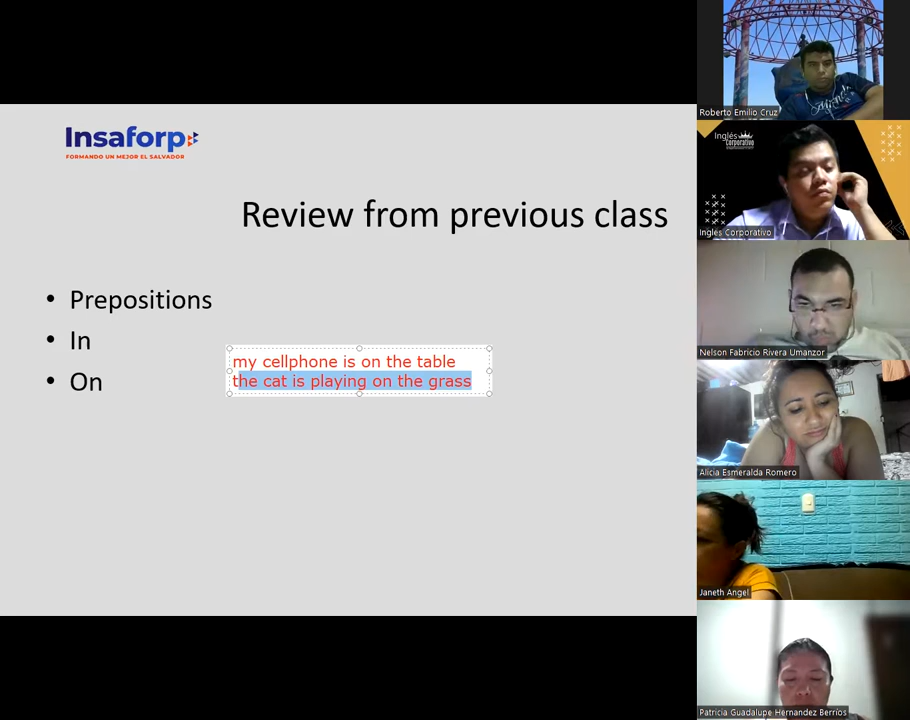 Insaforp
FORMANDO UN MEJOR EL SALVADOR
Review from previous class
• Prepositions
• In
• On
my cellphone is on the table
the cat is playing on the grass
Roberto Emilio Cruz
Inglés
Corporativo
Inglés Corporativo
Nelson Fabricio Rivera Umanzor
Alicia Esmeralda Romero
Janeth Angel
Patricia Guadalupe Hernandez Berrios